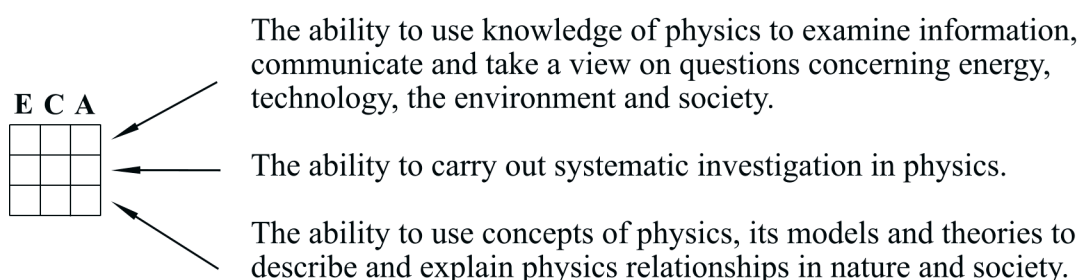 The ability to use knowledge of physics to examine information,
communicate and take a view on questions concerning energy,
technology, the environment and society.
E C A
The ability to carry out systematic investigation in physics.
The ability to use concepts of physics, its models and theories to
describe and explain physics relationships in nature and society.